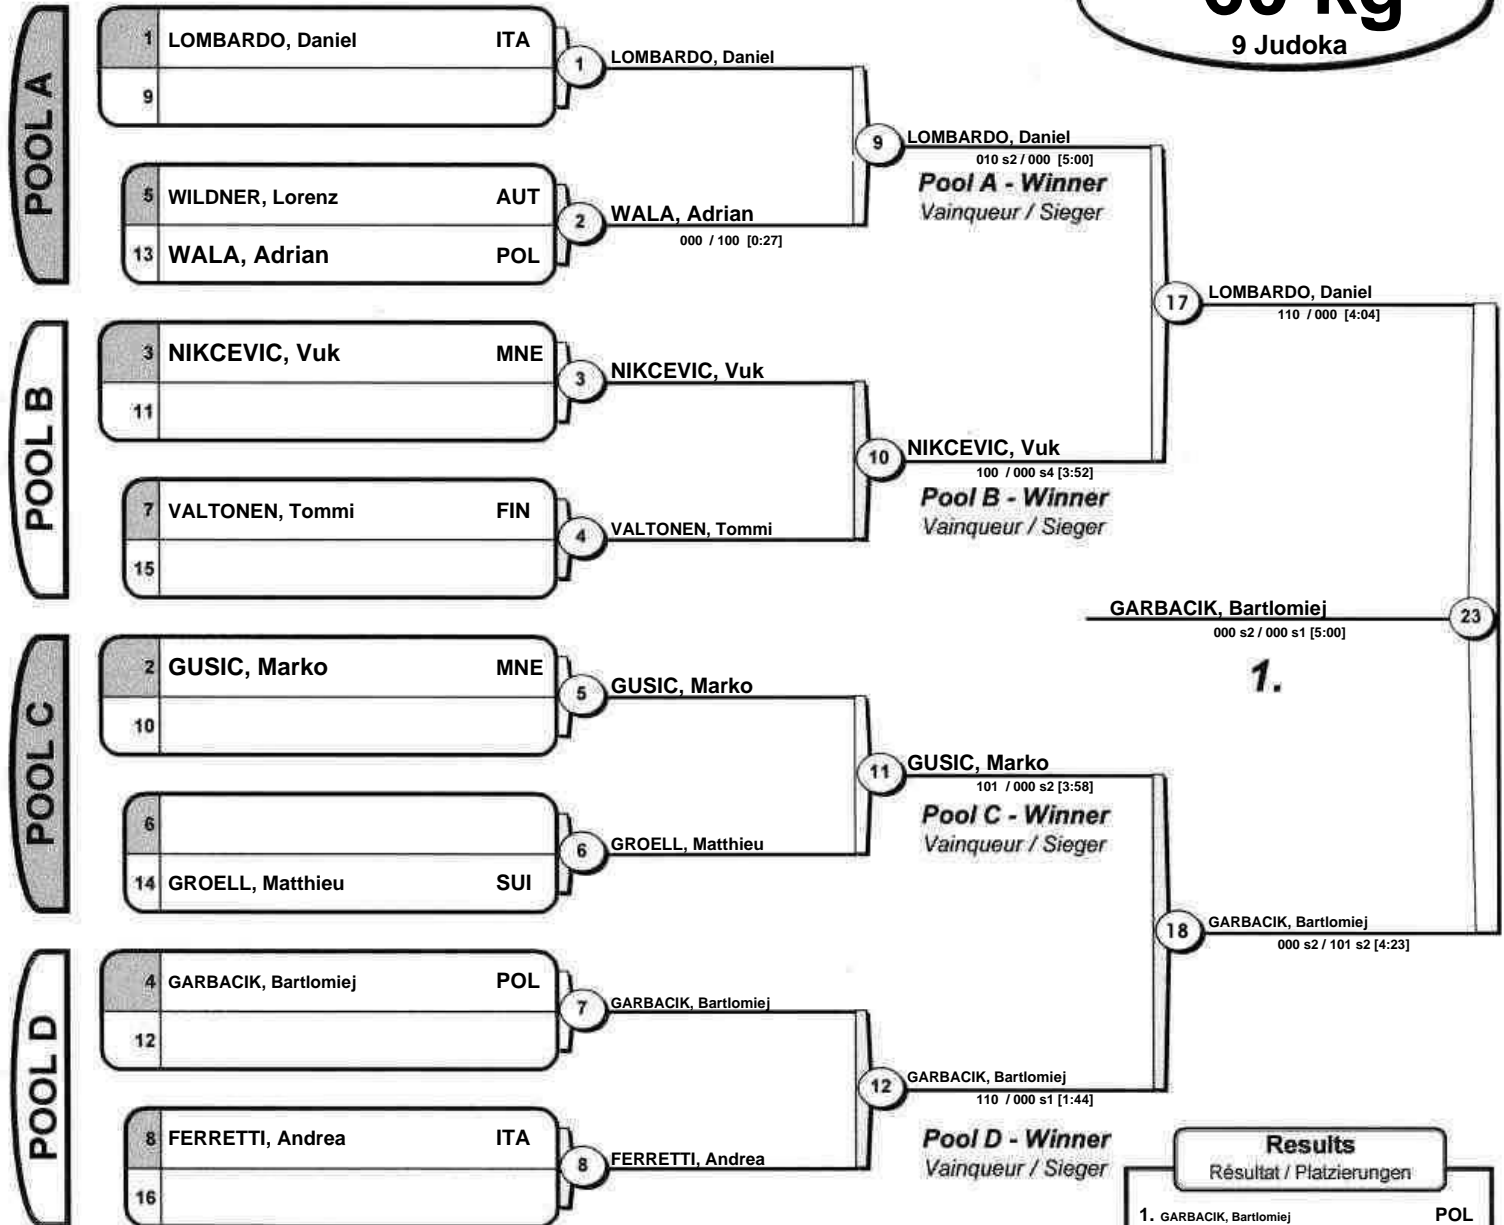 60 kg
9 Judoka
POOL A
1 LOMBARDO, Daniel ITA
9
5 WILDNER, Lorenz AUT
13 WALA, Adrian POL
1 LOMBARDO, Daniel
2 WALA, Adrian
000 / 100 [0:27]
9 LOMBARDO, Daniel
010 s2 / 000 [5:00]
Pool A - Winner
Vainqueur / Sieger
POOL B
3 NIKCEVIC, Vuk MNE
11
7 VALTONEN, Tommi FIN
15
3 NIKCEVIC, Vuk
4 VALTONEN, Tommi
10 NIKCEVIC, Vuk
100 / 000 s4 [3:52]
Pool B - Winner
Vainqueur / Sieger
17 LOMBARDO, Daniel
110 / 000 [4:04]
GARBACIK, Bartlomiej 23
000 s2 / 000 s1 [5:00]
1.
POOL C
2 GUSIC, Marko MNE
10
6
14 GROELL, Matthieu SUI
5 GUSIC, Marko
6 GROELL, Matthieu
11 GUSIC, Marko
101 / 000 s2 [3:58]
Pool C - Winner
Vainqueur / Sieger
18 GARBACIK, Bartlomiej
000 s2 / 101 s2 [4:23]
POOL D
4 GARBACIK, Bartlomiej POL
12
8 FERRETTI, Andrea ITA
16
7 GARBACIK, Bartlomiej
8 FERRETTI, Andrea
12 GARBACIK, Bartlomiej
110 / 000 s1 [1:44]
Pool D - Winner
Vainqueur / Sieger
Results
Résultat / Platzierungen
1. GARBACIK, Bartlomiej POL